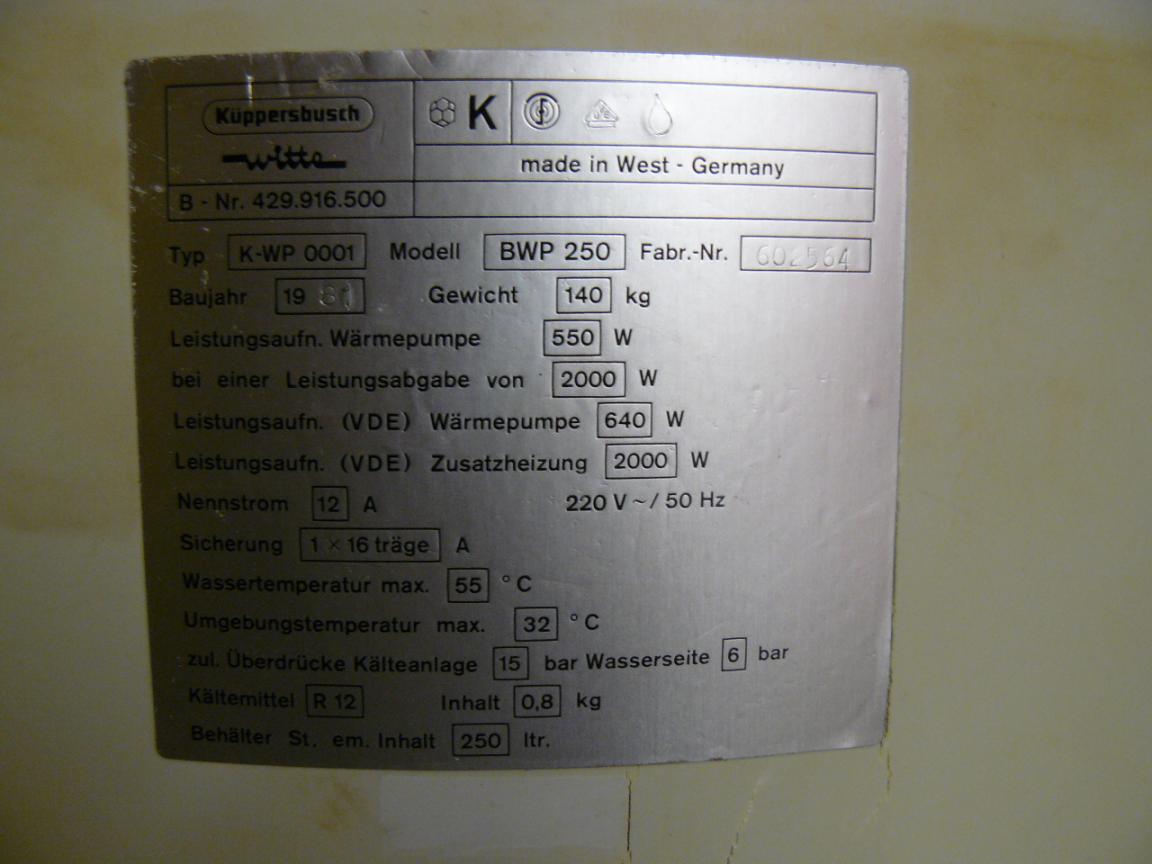 Küppersbusch
witte
K
made in West - Germany
B - Nr. 429.916.500
Typ K-WP 0001 Modell BWP 250 Fabr.-Nr. 602564
Baujahr 19 81 Gewicht 140 kg
Leistungsaufn. Wärmepumpe 550 W
bei einer Leistungsabgabe von 2000 W
Leistungsaufn. (VDE) Wärmepumpe 640 W
Leistungsaufn. (VDE) Zusatzheizung 2000 W
Nennstrom 12 A 220 V ~ / 50 Hz
Sicherung 1 × 16 träge A
Wassertemperatur max. 55 °C
Umgebungstemperatur max. 32 °C
zul. Überdrücke Kälteanlage 15 bar Wasserseite 6 bar
Kältemittel R 12 Inhalt 0,8 kg
Behälter St. em. Inhalt 250 ltr.